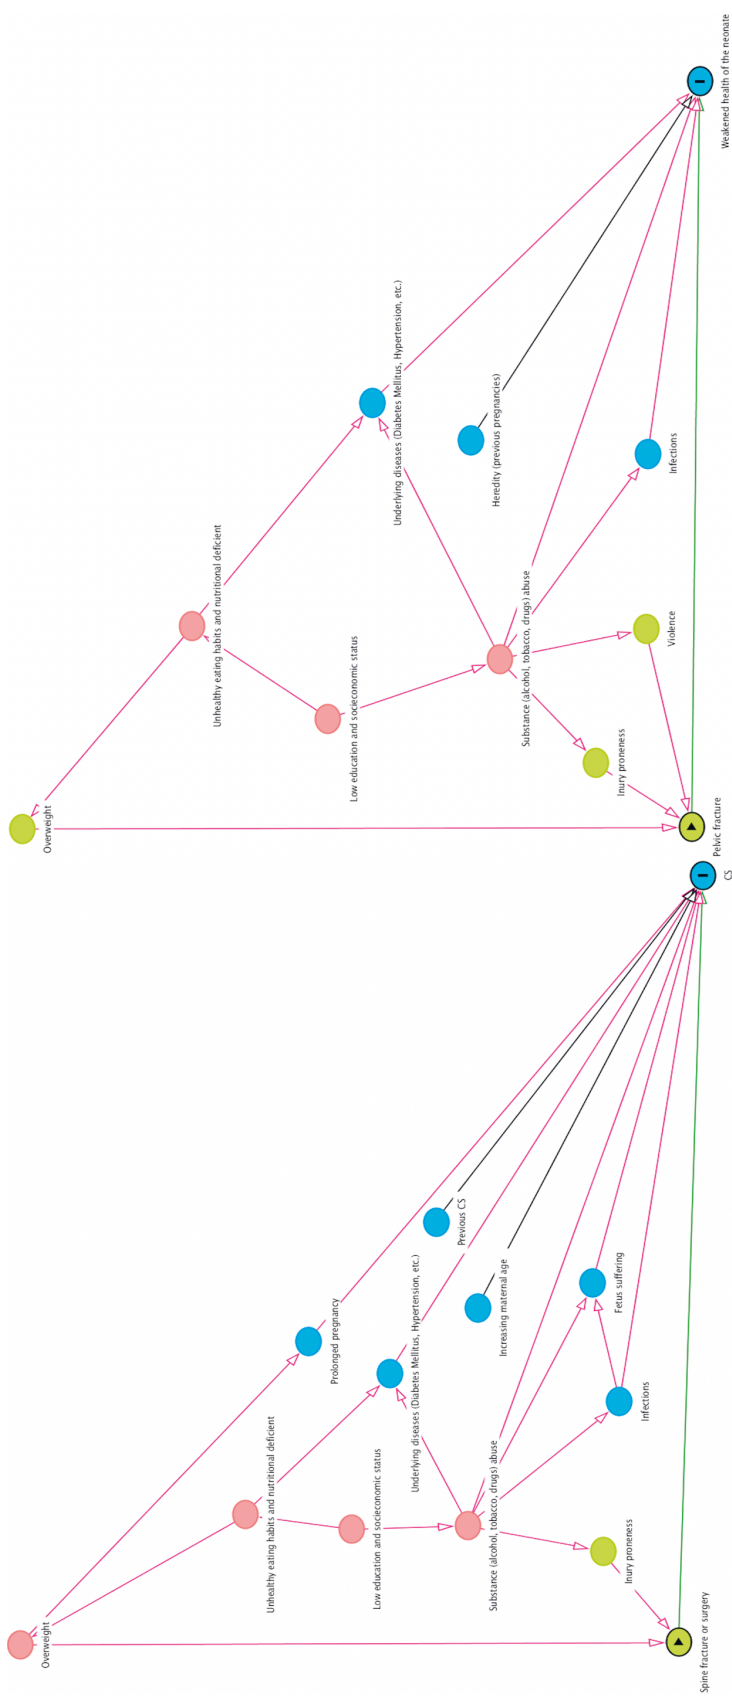 Weakened health of the neonate
Underlying diseases (Diabetes Mellitus, Hypertension, etc.)
Heredity (previous pregnancies)
Infections
Unhealthy eating habits and nutritional deficient
Substance (alcohol, tobacco, drugs) abuse
Violence
Low education and socieconomic status
Inury proneness
Overweight
Pelvic fracture
CS
Previous CS
Increasing maternal age
Fetus suffering
Prolonged pregnancy
Underlying diseases (Diabetes Mellitus, Hypertension, etc.)
Infections
Unhealthy eating habits and nutritional deficient
Low education and socieconomic status
Substance (alcohol, tobacco, drugs) abuse
Inury proneness
Overweight
Spine fracture or surgery